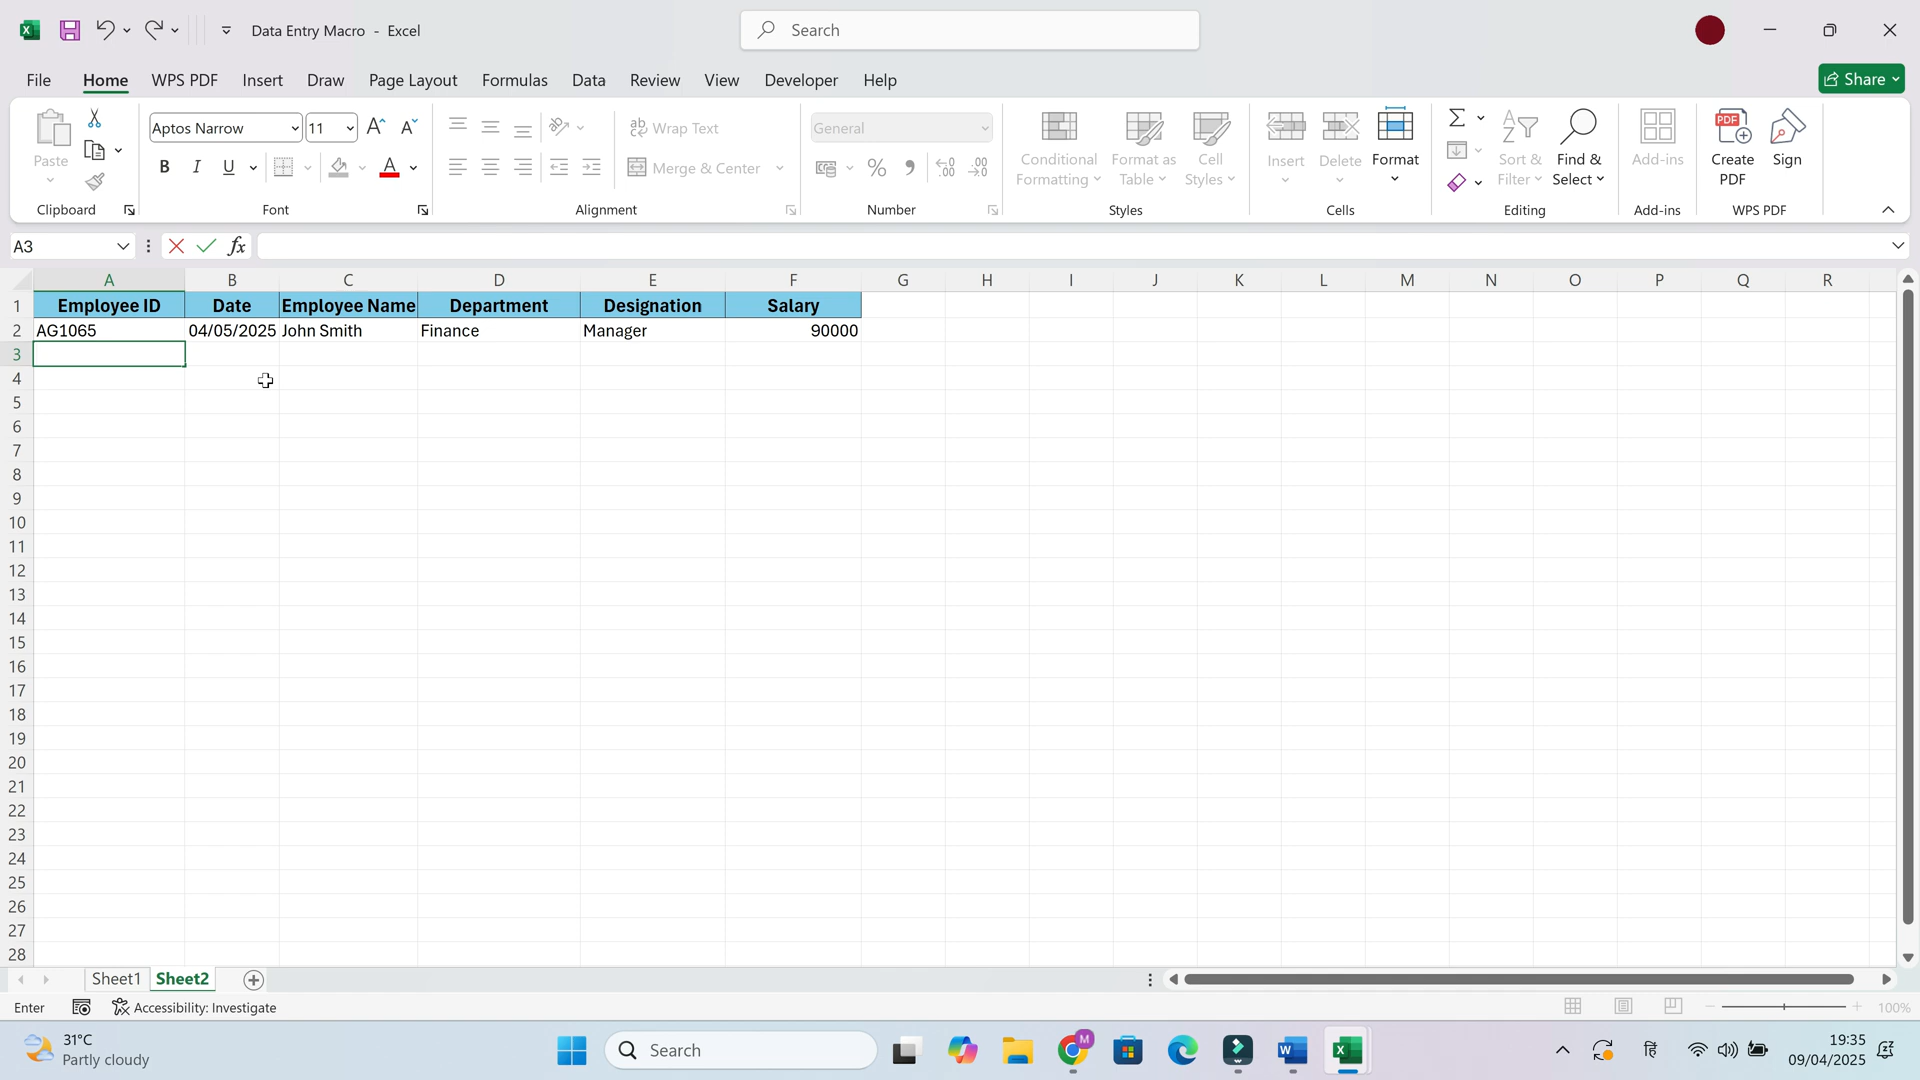 Data Entry Macro - Excel
Search
File Home WPS PDF Insert Draw Page Layout Formulas Data Review View Developer Help
Share
Paste
Clipboard
Aptos Narrow 11
B I U
Font
Wrap Text
Merge & Center
Alignment
General
Number
Conditional Formatting
Format as Table
Cell Styles
Styles
Insert
Delete
Format
Cells
Sort & Filter
Find & Select
Editing
Add-ins
Add-ins
PDF
Create PDF
Sign
WPS PDF
A3
fx
A B C D E F G H I J K L M N O P Q R
1 Employee ID Date Employee Name Department Designation Salary
2 AG1065 04/05/2025 John Smith Finance Manager 90000
3
4
5
6
7
8
9
10
11
12
13
14
15
16
17
18
19
20
21
22
23
24
25
26
27
28
Sheet1 Sheet2
Enter
Accessibility: Investigate
100%
31°C
Partly cloudy
Search
M
W
हि
19:35
09/04/2025